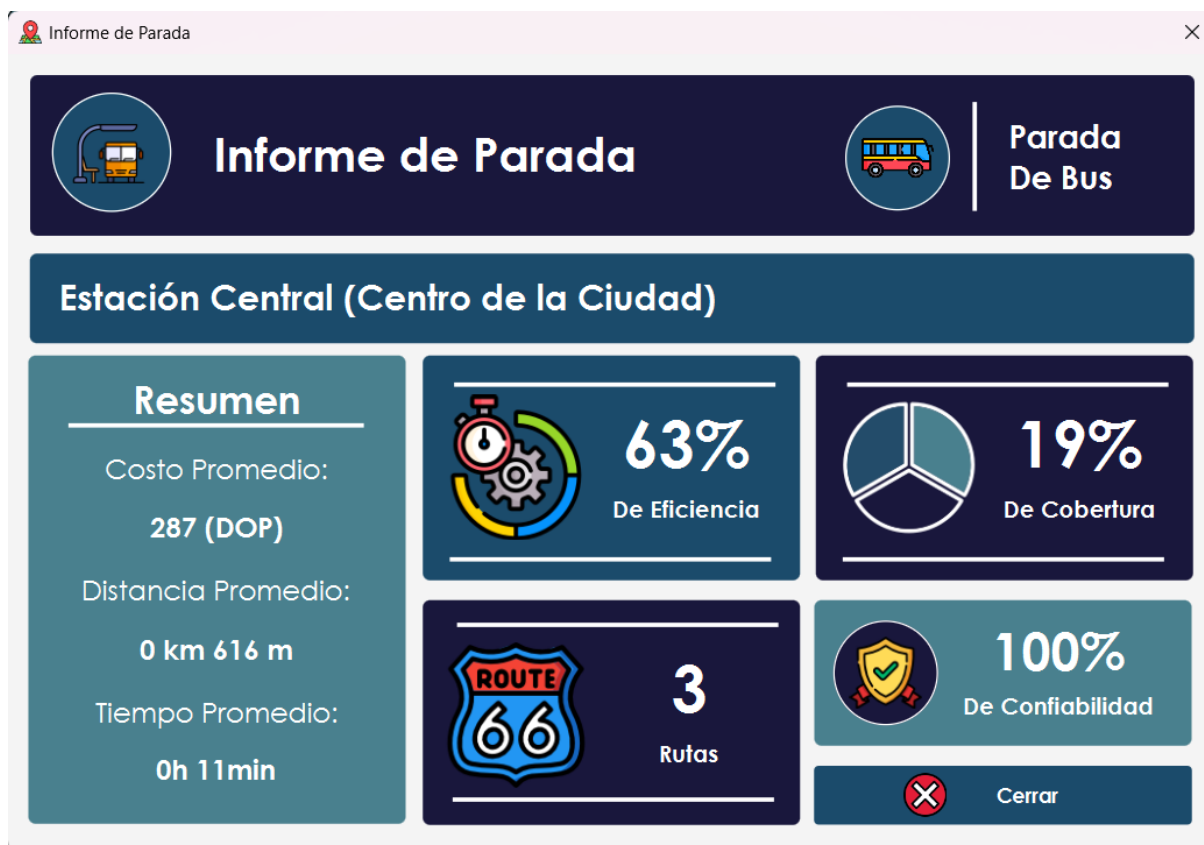 Informe de Parada
Informe de Parada
Parada
De Bus
Estación Central (Centro de la Ciudad)
Resumen
Costo Promedio:
287 (DOP)
Distancia Promedio:
0 km 616 m
Tiempo Promedio:
0h 11min
63%
De Eficiencia
19%
De Cobertura
ROUTE
66
3
Rutas
100%
De Confiabilidad
Cerrar